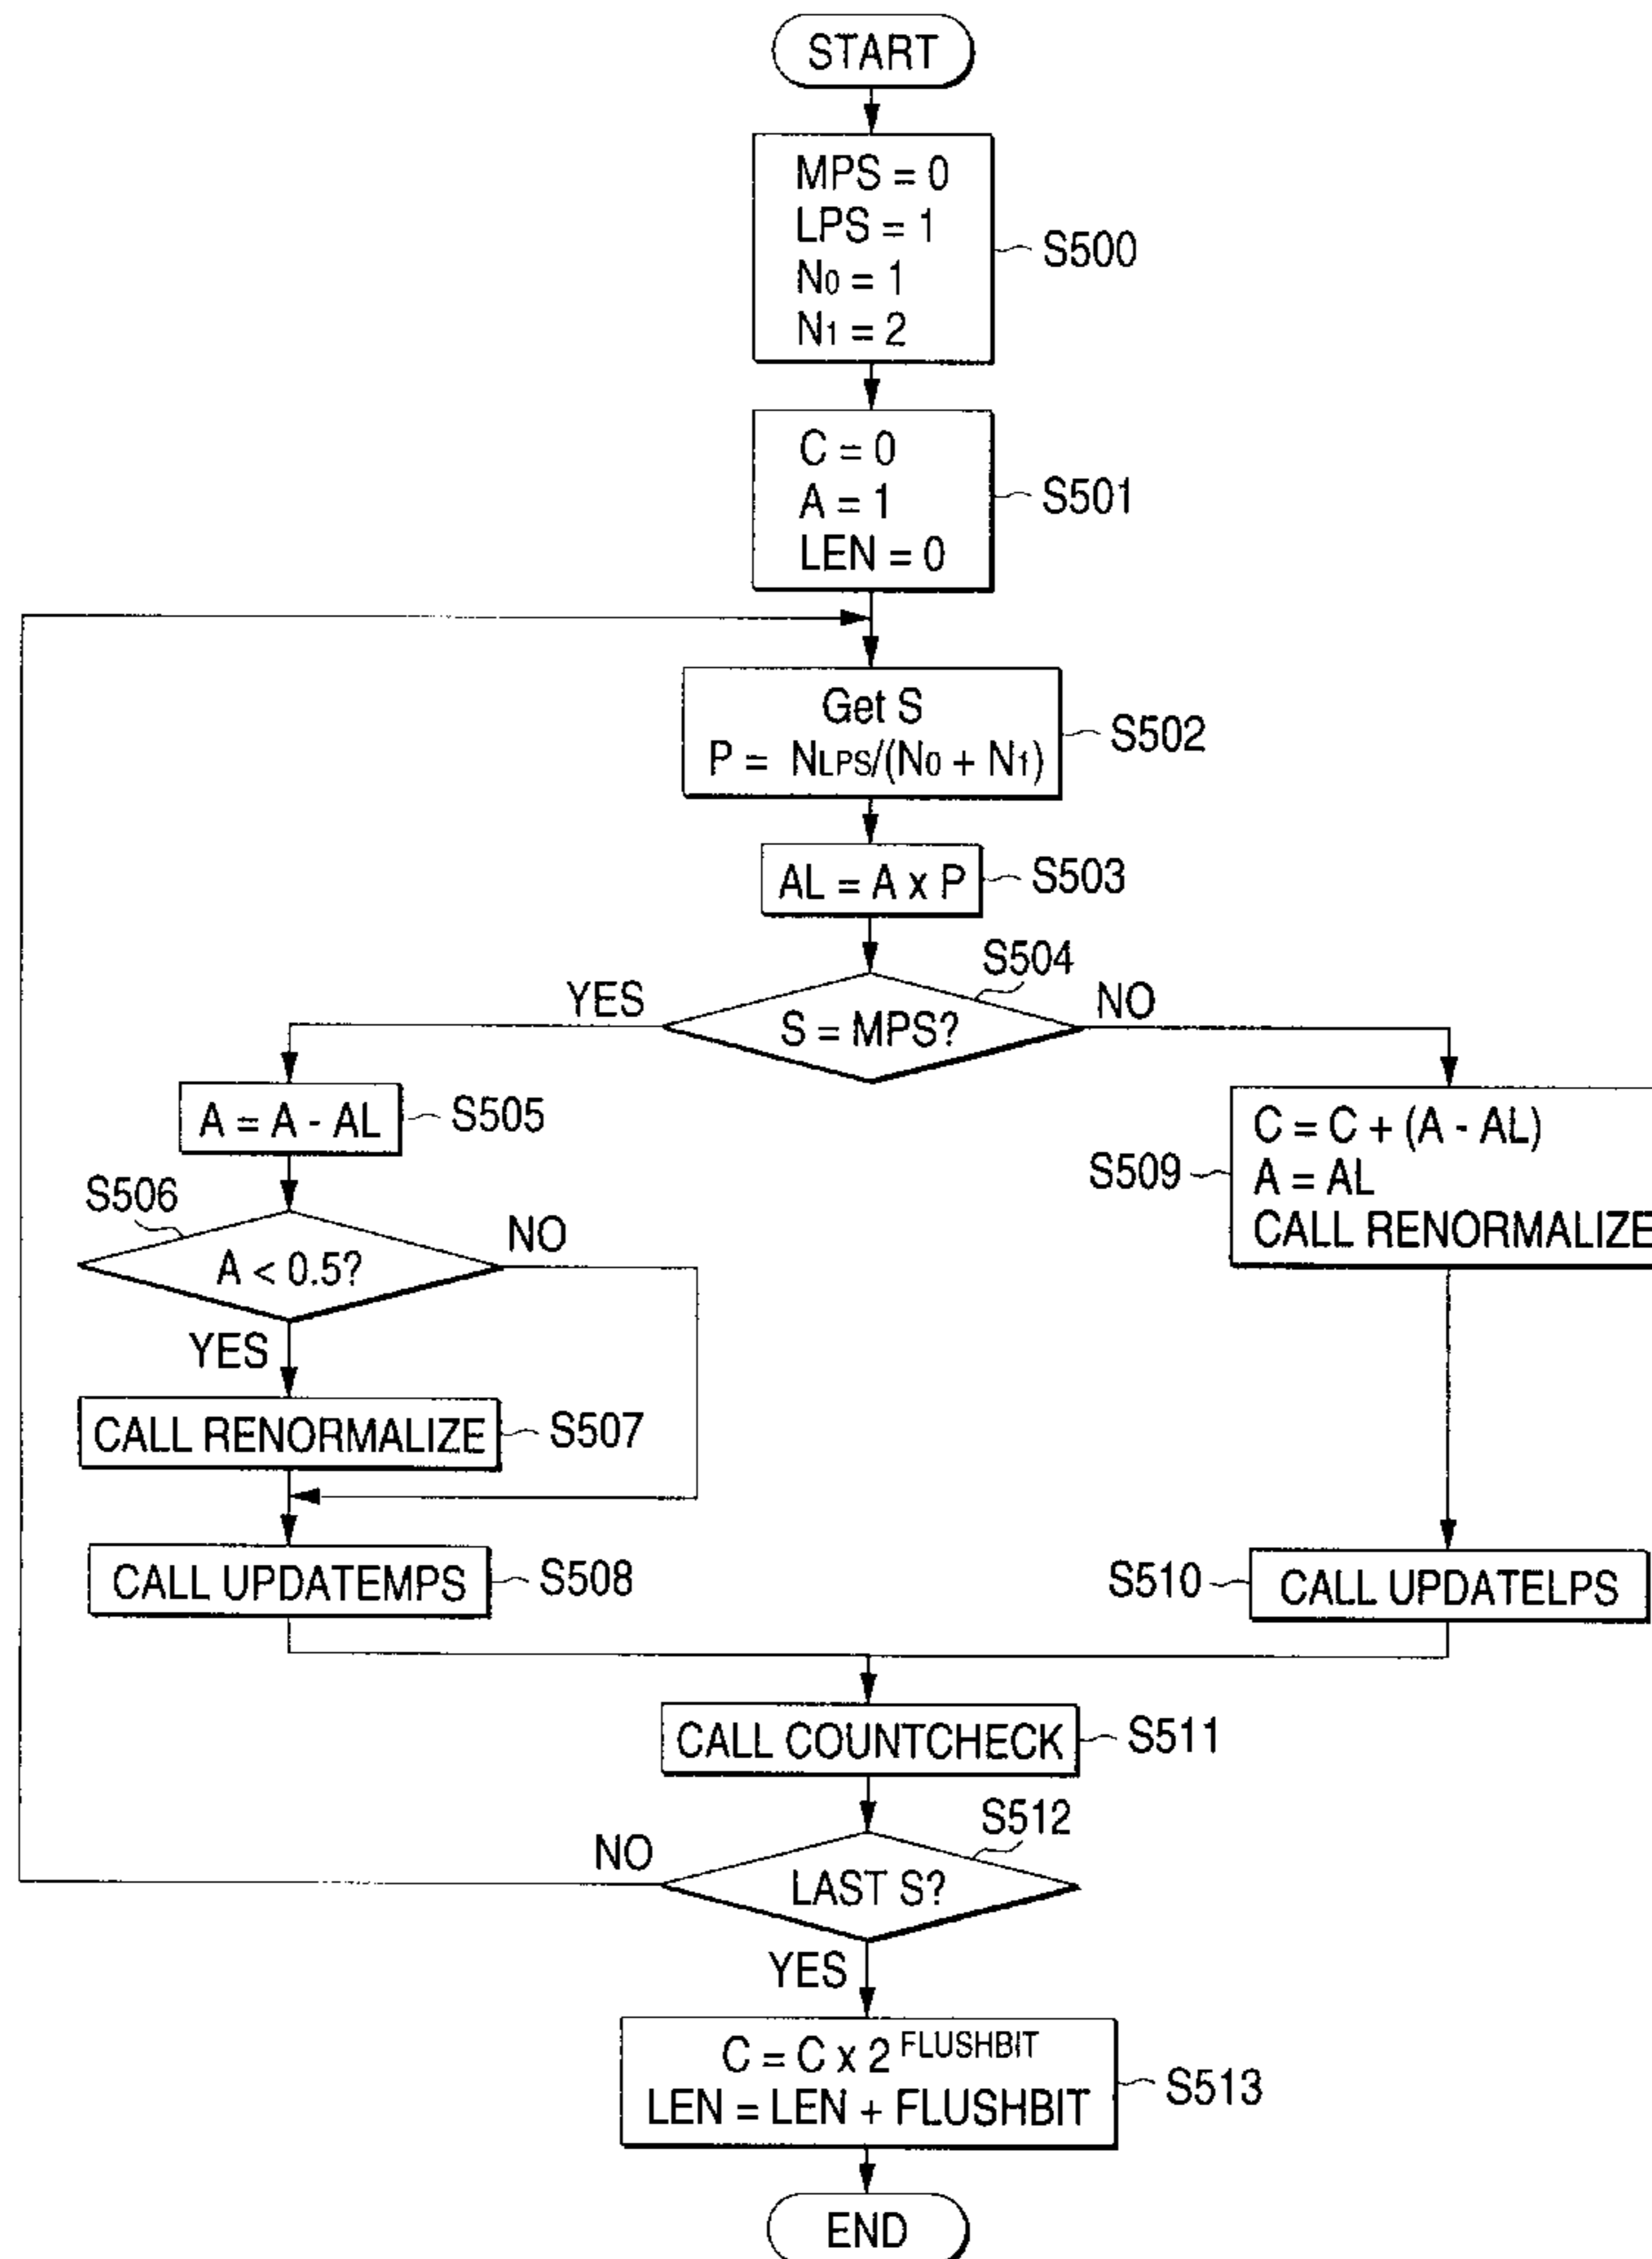 START
MPS = 0
LPS = 1
N0 = 1
N1 = 2
S500
C = 0
A = 1
LEN = 0
S501
Get S
P = NLPS/(N0 + N1)
S502
AL = A x P
S503
S504
YES
S = MPS?
NO
A = A - AL
S505
C = C + (A - AL)
A = AL
CALL RENORMALIZE
S509
S506
A < 0.5?
NO
YES
CALL RENORMALIZE
S507
CALL UPDATEMPS
S508
S510
CALL UPDATELPS
CALL COUNTCHECK
S511
S512
NO
LAST S?
YES
C = C x 2 FLUSHBIT
LEN = LEN + FLUSHBIT
S513
END